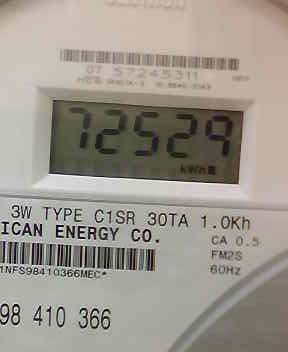 07 57245311
72529
kWh
3W TYPE C1SR 30TA 1.0Kh
ICAN ENERGY CO.
CA 0.5
FM2S
60Hz
1NFS98410366MEC*
98 410 366